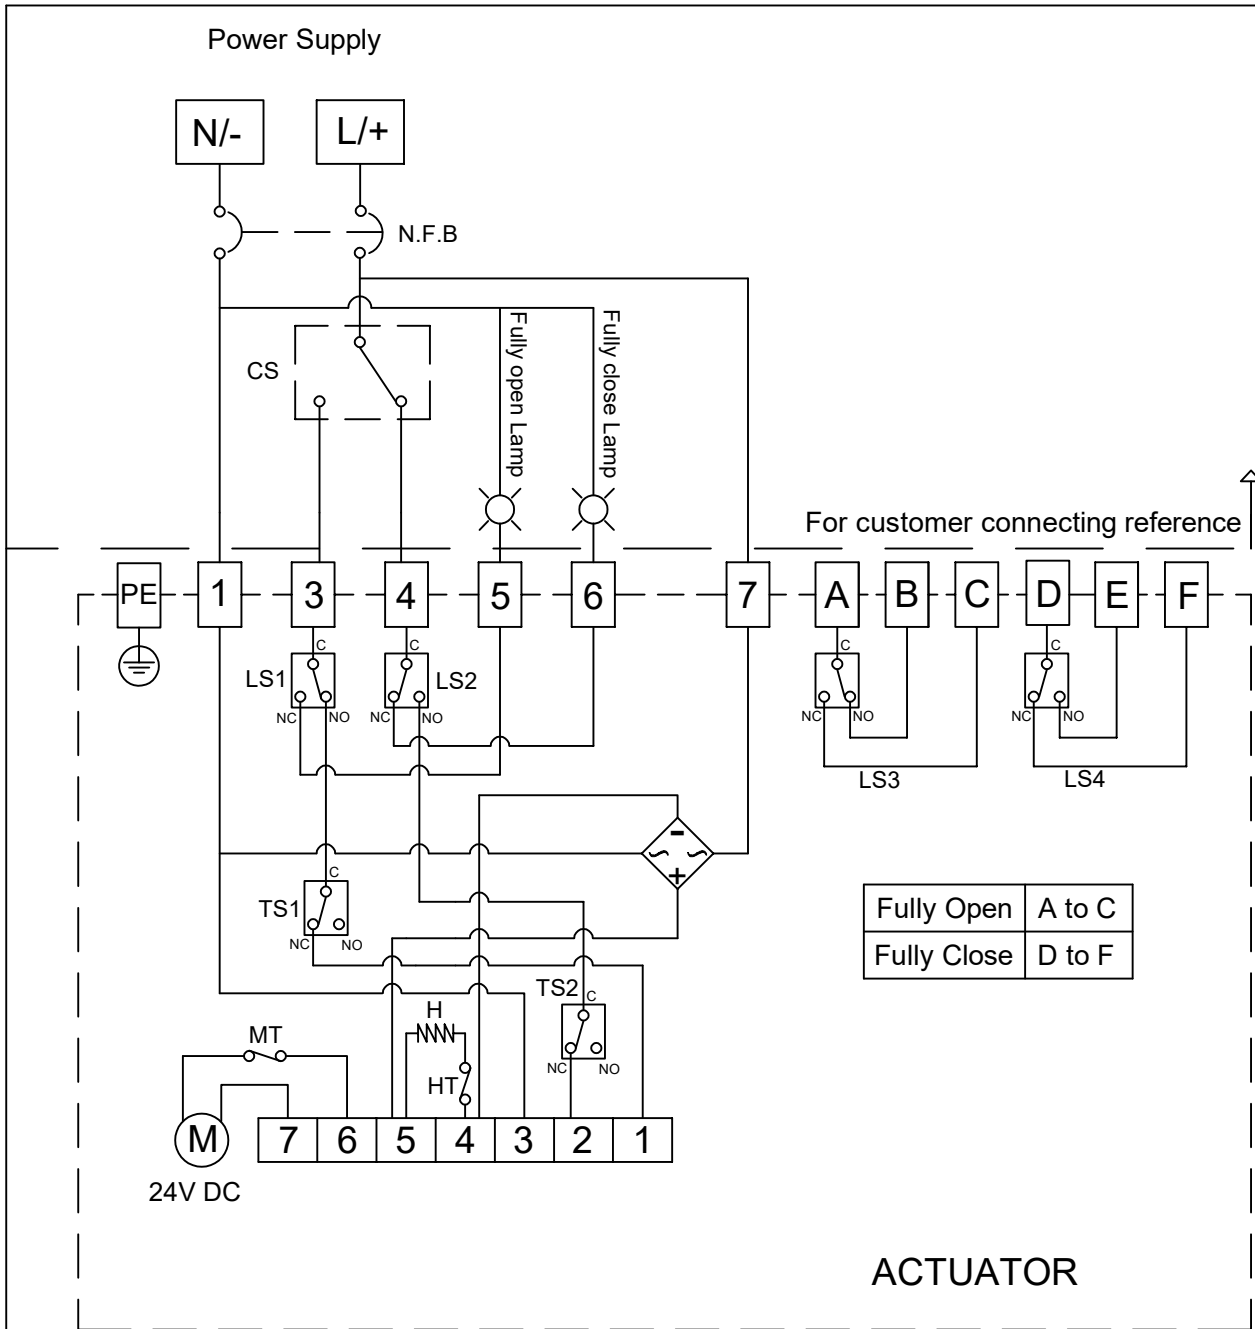 Power Supply
N/-
L/+
N.F.B
CS
Fully open Lamp
Fully close Lamp
For customer connecting reference
PE
1
3
4
5
6
7
A
B
C
D
E
F
C
LS1
NC
NO
C
LS2
NC
NO
C
NC
NO
LS3
C
NC
NO
LS4
-
+
C
TS1
NC
NO
Fully Open A to C
Fully Close D to F
TS2
C
NC
NO
H
HT
MT
M
24V DC
7 6 5 4 3 2 1
ACTUATOR